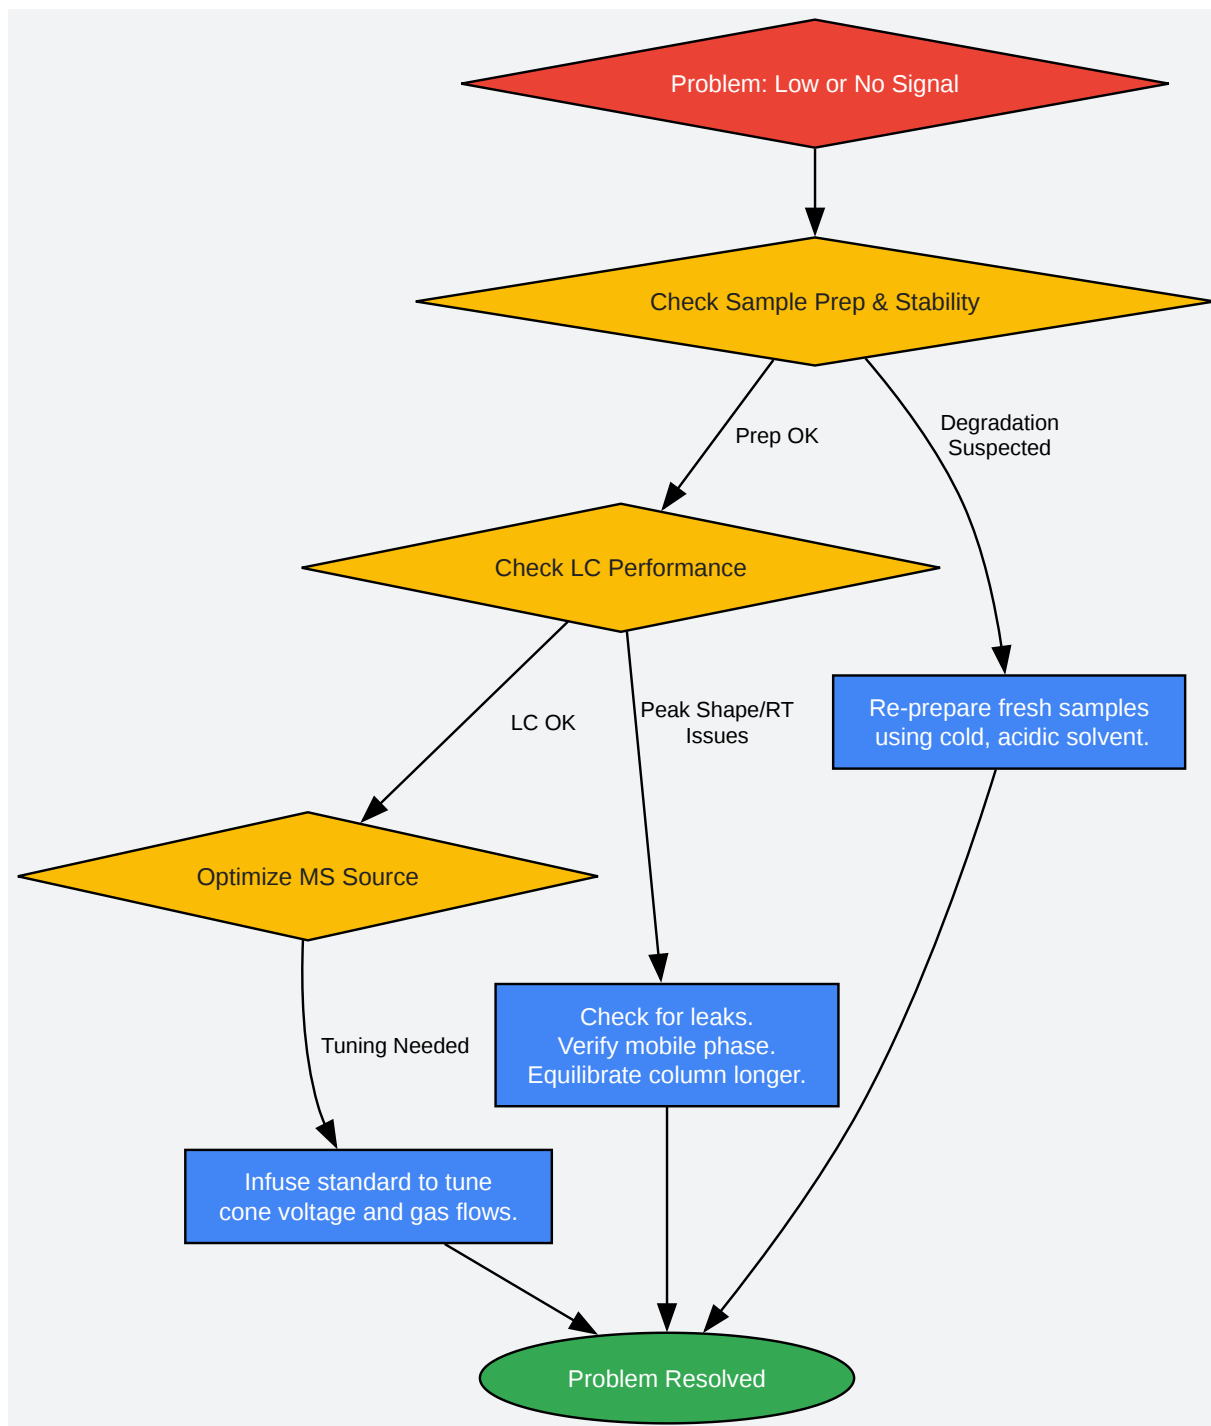 Problem: Low or No Signal
Check Sample Prep & Stability
Prep OK
Degradation
Suspected
Check LC Performance
LC OK
Peak Shape/RT
Issues
Re-prepare fresh samples
using cold, acidic solvent.
Optimize MS Source
Tuning Needed
Check for leaks.
Verify mobile phase.
Equilibrate column longer.
Infuse standard to tune
cone voltage and gas flows.
Problem Resolved